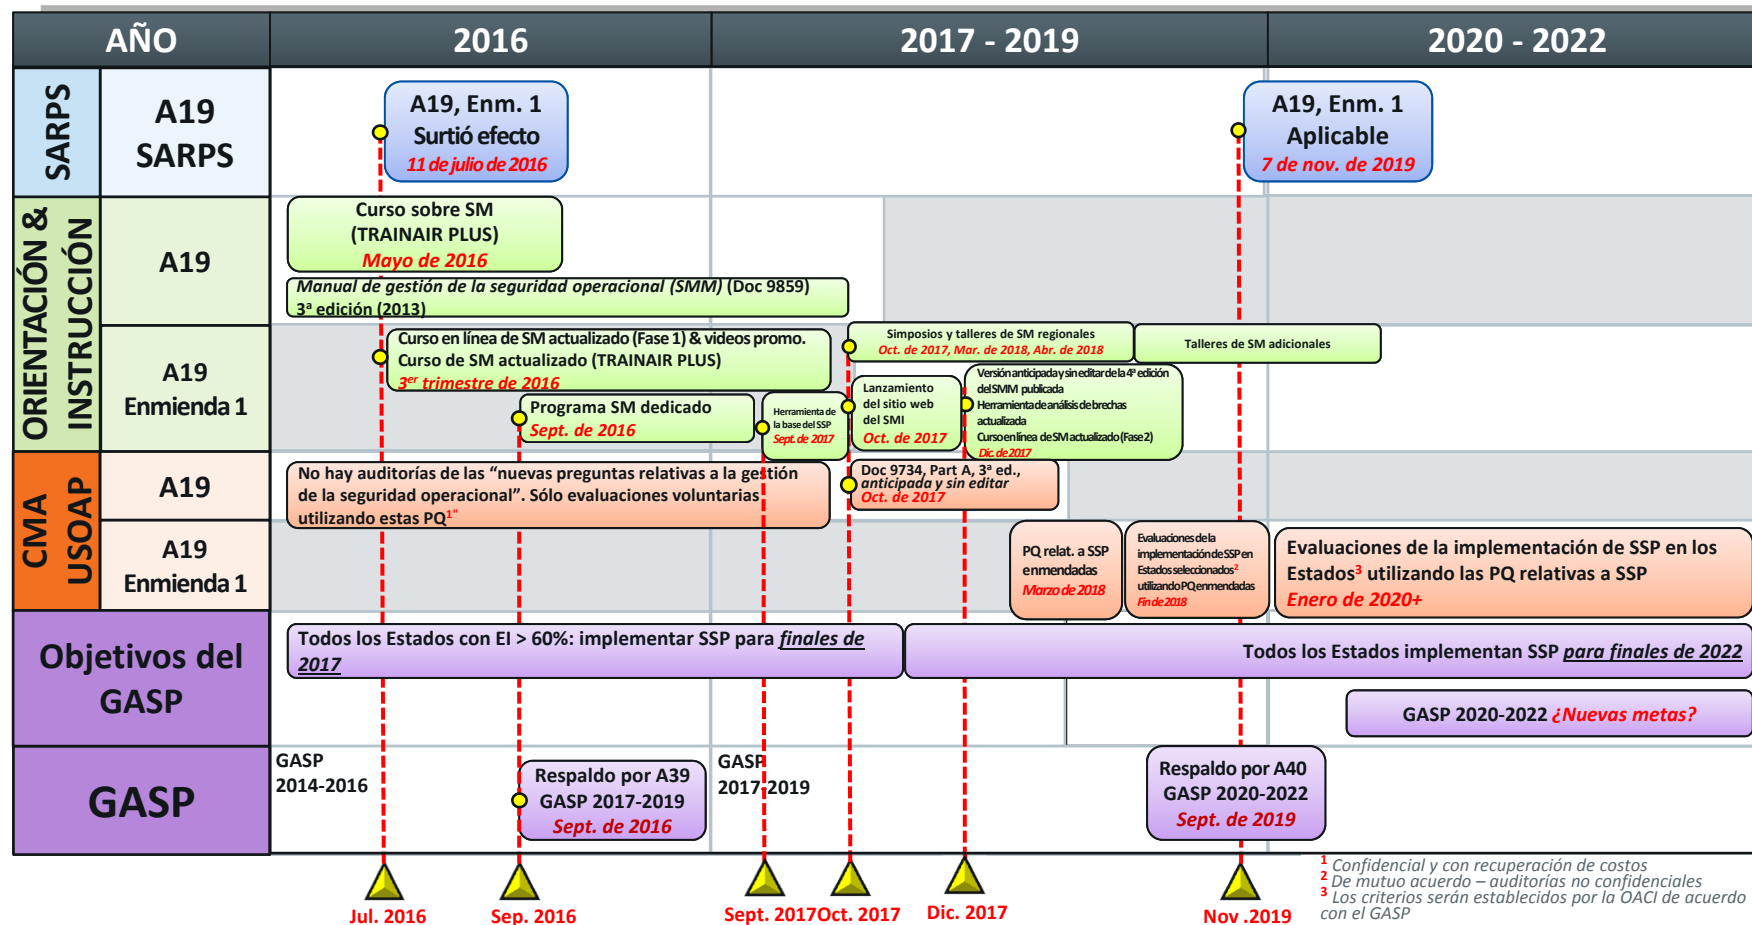 AÑO
2016
2017 - 2019
2020 - 2022
SARPS
A19
SARPS
A19, Enm. 1
Surtió efecto
11 de julio de 2016
A19, Enm. 1
Aplicable
7 de nov. de 2019
ORIENTACIÓN &
INSTRUCCIÓN
A19
Curso sobre SM
(TRAINAIR PLUS)
Mayo de 2016
Manual de gestión de la seguridad operacional (SMM) (Doc 9859)
3ª edición (2013)
A19
Enmienda 1
Curso en línea de SM actualizado (Fase 1) & videos promo.
Curso de SM actualizado (TRAINAIR PLUS)
3er trimestre de 2016
Simposios y talleres de SM regionales
Oct. de 2017, Mar. de 2018, Abr. de 2018
Talleres de SM adicionales
Programa SM dedicado
Sept. de 2016
Herramienta de
la base del SSP
Sept. de 2017
Lanzamiento
del sitio web
del SMI
Oct. de 2017
Versión anticipada y sin editar de la 4ª edición
del SMM publicada
Herramienta de análisis de brechas
actualizada
Curso en línea de SM actualizado (Fase 2)
Dic. de 2017
CMA
USOAP
A19
No hay auditorías de las “nuevas preguntas relativas a la gestión
de la seguridad operacional”. Sólo evaluaciones voluntarias
utilizando estas PQ1"
Doc 9734, Part A, 3ª ed.,
anticipada y sin editar
Oct. de 2017
A19
Enmienda 1
PQ relat. a SSP
enmendadas
Marzo de 2018
Evaluaciones de la
implementación de SSP en
Estados seleccionados2
utilizando PQ enmendadas
Fin de 2018
Evaluaciones de la implementación de SSP en los
Estados3 utilizando las PQ relativas a SSP
Enero de 2020+
Objetivos del
GASP
Todos los Estados con EI > 60%: implementar SSP para finales de
2017
Todos los Estados implementan SSP para finales de 2022
GASP 2020-2022 ¿Nuevas metas?
GASP
GASP
2014-2016
Respaldo por A39
GASP 2017-2019
Sept. de 2016
GASP
2017-2019
Respaldo por A40
GASP 2020-2022
Sept. de 2019
Jul. 2016
Sep. 2016
Sept. 2017
Oct. 2017
Dic. 2017
Nov .2019
1 Confidencial y con recuperación de costos
2 De mutuo acuerdo – auditorías no confidenciales
3 Los criterios serán establecidos por la OACI de acuerdo
con el GASP